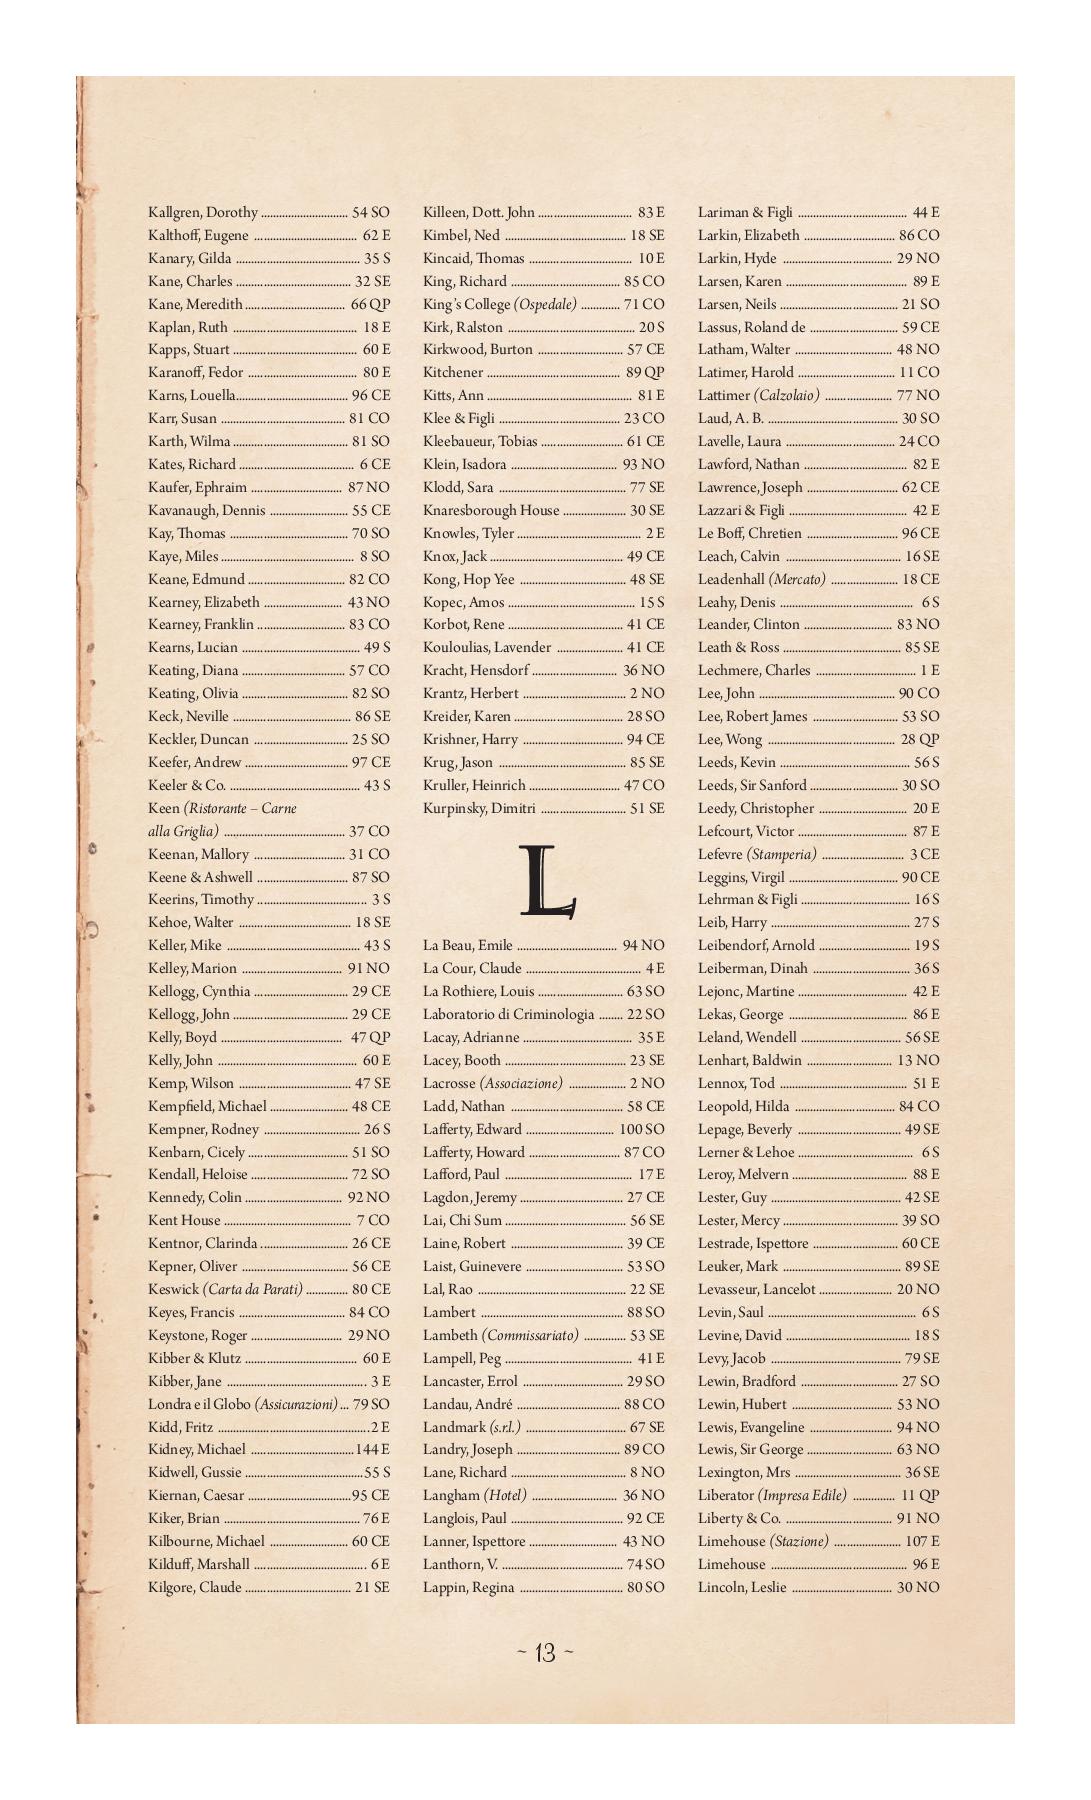 Kallgren, Dorothy ............................ 54 SO
Kalthoff, Eugene ................................. 62 E
Kanary, Gilda ........................................ 35 S
Kane, Charles ..................................... 32 SE
Kane, Meredith ................................ 66 QP
Kaplan, Ruth ........................................ 18 E
Kapps, Stuart ........................................ 60 E
Karanoff, Fedor ................................... 80 E
Karns, Louella..................................... 96 CE
Karr, Susan ........................................ 81 CO
Karth, Wilma ..................................... 81 SO
Kates, Richard ..................................... 6 CE
Kaufer, Ephraim ............................. 87 NO
Kavanaugh, Dennis .......................... 55 CE
Kay, Thomas ....................................... 70 SO
Kaye, Miles .......................................... 8 SO
Keane, Edmund ............................... 82 CO
Kearney, Elizabeth ......................... 43 NO
Kearney, Franklin ............................ 83 CO
Kearns, Lucian ..................................... 49 S
Keating, Diana ................................. 57 CO
Keating, Olivia ................................... 82 SO
Keck, Neville ....................................... 86 SE
Keckler, Duncan .............................. 25 SO
Keefer, Andrew ................................. 97 CE
Keeler & Co. .......................................... 43 S
Keen (Ristorante – Carne
alla Griglia) ....................................... 37 CO
Keenan, Mallory ............................. 31 CO
Keene & Ashwell ............................. 87 SO
Keerins, Timothy ................................... 3 S
Kehoe, Walter ...................................... 18 SE
Keller, Mike .......................................... 43 S
Kelley, Marion ................................ 91 NO
Kellogg, Cynthia .............................. 29 CE
Kellogg, John ..................................... 29 CE
Kelly, Boyd ........................................ 47 QP
Kelly, John ............................................ 60 E
Kemp, Wilson .................................... 47 SE
Kempfield, Michael ......................... 48 CE
Kempner, Rodney ................................ 26 S
Kenbarn, Cicely ................................ 51 SO
Kendall, Heloise ................................ 72 SO
Kennedy, Colin ............................... 92 NO
Kent House ......................................... 7 CO
Kentnor, Clarinda ............................ 26 CE
Kepner, Oliver ................................... 56 CE
Keswick (Carta da Parati) ............. 80 CE
Keyes, Francis ................................... 84 CO
Keystone, Roger ............................. 29 NO
Kibber & Klutz .................................... 60 E
Kibber, Jane ............................................ 3 E
Londra e il Globo (Assicurazioni) ... 79 SO
Kidd, Fritz ..................................................2 E
Kidney, Michael .................................144 E
Kidwell, Gussie ......................................55 S
Kiernan, Caesar .................................95 CE
Kiker, Brian ............................................ 76 E
Kilbourne, Michael ......................... 60 CE
Kilduff, Marshall .................................... 6 E
Kilgore, Claude .................................. 21 SE
Killeen, Dott. John .............................. 83 E
Kimbel, Ned ....................................... 18 SE
Kincaid, Thomas ................................. 10 E
King, Richard .................................... 85 CO
King's College (Ospedale) ............ 71 CO
Kirk, Ralston ........................................ 20 S
Kirkwood, Burton ........................... 57 CE
Kitchener .......................................... 89 QP
Kitts, Ann ............................................. 81 E
Klee & Figli ........................................ 23 CO
Kleebaueur, Tobias .......................... 61 CE
Klein, Isadora .................................. 93 NO
Klodd, Sara ........................................ 77 SE
Knaresborough House .................... 30 SE
Knowles, Tyler ........................................ 2 E
Knox, Jack ........................................... 49 CE
Kong, Hop Yee .................................. 48 SE
Kopec, Amos ......................................... 15 S
Korbot, Rene ..................................... 41 CE
Kouloulias, Lavender ...................... 41 CE
Kracht, Hensdorf ............................. 36 NO
Krantz, Herbert ................................. 2 NO
Kreider, Karen ................................... 28 SO
Krishner, Harry ................................ 94 CE
Krug, Jason ......................................... 85 SE
Kruller, Heinrich .............................. 47 CO
Kurpinsky, Dimitri ............................ 51 SE
L
La Beau, Emile ................................. 94 NO
La Cour, Claude ..................................... 4 E
La Rothiere, Louis ............................ 63 SO
Laboratorio di Criminologia ....... 22 SO
Lacay, Adrianne ................................... 35 E
Lacey, Booth ...................................... 23 SE
Lacrosse (Associazione) .................. 2 NO
Ladd, Nathan .................................... 58 CE
Lafferty, Edward ............................ 100 SO
Lafferty, Howard ............................. 87 CO
Lafford, Paul .......................................... 17 E
Lagdon, Jeremy ................................. 27 CE
Lai, Chi Sum ...................................... 56 SE
Laine, Robert ..................................... 39 CE
Laist, Guinevere ................................ 53 SO
Lal, Rao ................................................ 22 SE
Lambert .............................................. 88 SO
Lambeth (Commissariato) ............. 53 SE
Lampell, Peg ......................................... 41 E
Lancaster, Errol ................................. 29 SO
Landau, André .................................. 88 CO
Landmark (s.r.l.) ................................ 67 SE
Landry, Joseph .................................. 89 CO
Lane, Richard ..................................... 8 NO
Langham (Hotel) ........................... 36 NO
Langlois, Paul .................................... 92 CE
Lanner, Ispettore ............................ 43 NO
Lanthorn, V. ....................................... 74 SO
Lappin, Regina ................................... 80 SO
Lariman & Figli ................................... 44 E
Larkin, Elizabeth ............................. 86 CO
Larkin, Hyde ................................... 29 NO
Larsen, Karen ....................................... 89 E
Larsen, Neils ...................................... 21 SO
Lassus, Roland de ............................. 59 CE
Latham, Walter ............................... 48 NO
Latimer, Harold ............................... 11 CO
Lattimer (Calzolaio) ...................... 77 NO
Laud, A. B. .......................................... 30 SO
Lavelle, Laura ................................... 24 CO
Lawford, Nathan ................................. 82 E
Lawrence, Joseph ............................. 62 CE
Lazzari & Figli ...................................... 42 E
Le Boff, Chretien .............................. 96 CE
Leach, Calvin ..................................... 16 SE
Leadenhall (Mercato) ...................... 18 CE
Leahy, Denis ........................................... 6 S
Leander, Clinton ............................ 83 NO
Leath & Ross ....................................... 85 SE
Lechmere, Charles ................................ 1 E
Lee, John ............................................ 90 CO
Lee, Robert James ............................ 53 SO
Lee, Wong ......................................... 28 QP
Leeds, Kevin ......................................... 56 S
Leeds, Sir Sanford ............................. 30 SO
Leedy, Christopher ............................. 20 E
Lefcourt, Victor .................................... 87 E
Lefevre (Stamperia) ........................... 3 CE
Leggins, Virgil ................................... 90 CE
Lehrman & Figli ................................... 16 S
Leib, Harry ............................................ 27 S
Leibendorf, Arnold ............................. 19 S
Leiberman, Dinah ............................... 36 S
Lejonc, Martine ................................... 42 E
Lekas, George ...................................... 86 E
Leland, Wendell ................................ 56 SE
Lenhart, Baldwin ............................. 13 NO
Lennox, Tod .......................................... 51 E
Leopold, Hilda ................................. 84 CO
Lepage, Beverly .................................. 49 SE
Lerner & Lehoe ..................................... 6 S
Leroy, Melvern ..................................... 88 E
Lester, Guy .......................................... 42 SE
Lester, Mercy ..................................... 39 SO
Lestrade, Ispettore ............................ 60 CE
Leuker, Mark ...................................... 89 SE
Levasseur, Lancelot ........................ 20 NO
Levin, Saul .............................................. 6 S
Levine, David ........................................ 18 S
Levy, Jacob .......................................... 79 SE
Lewin, Bradford ................................ 27 SO
Lewin, Hubert .................................. 53 NO
Lewis, Evangeline ............................ 94 NO
Lewis, Sir George ............................. 63 NO
Lexington, Mrs .................................. 36 SE
Liberator (Impresa Edile) .............. 11 QP
Liberty & Co. ................................... 91 NO
Limehouse (Stazione) ...................... 107 E
Limehouse ............................................ 96 E
Lincoln, Leslie ................................ 30 NO
~ 13 ~